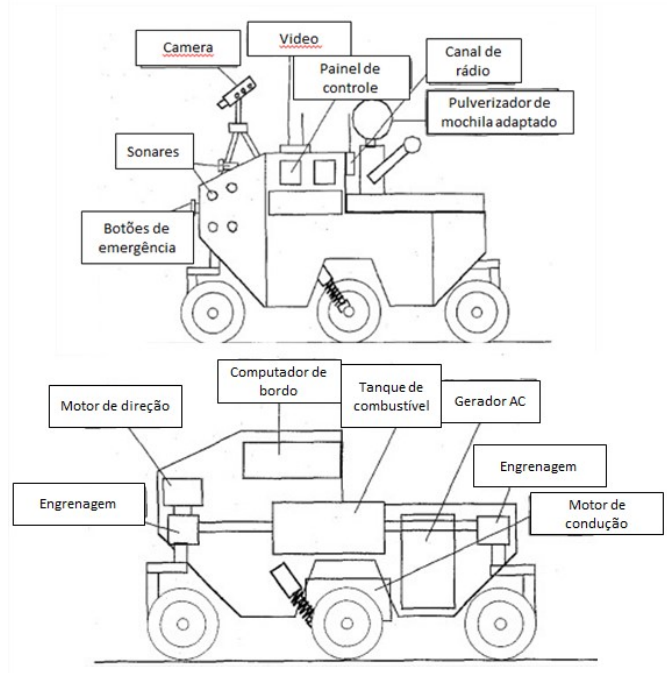 Camera
Video
Painel de
controle
Canal de
rádio
Pulverizador de
mochila adaptado
Sonares
Botões de
emergência
Computador de
bordo
Tanque de
combustível
Gerador AC
Motor de direção
Engrenagem
Engrenagem
Motor de
condução